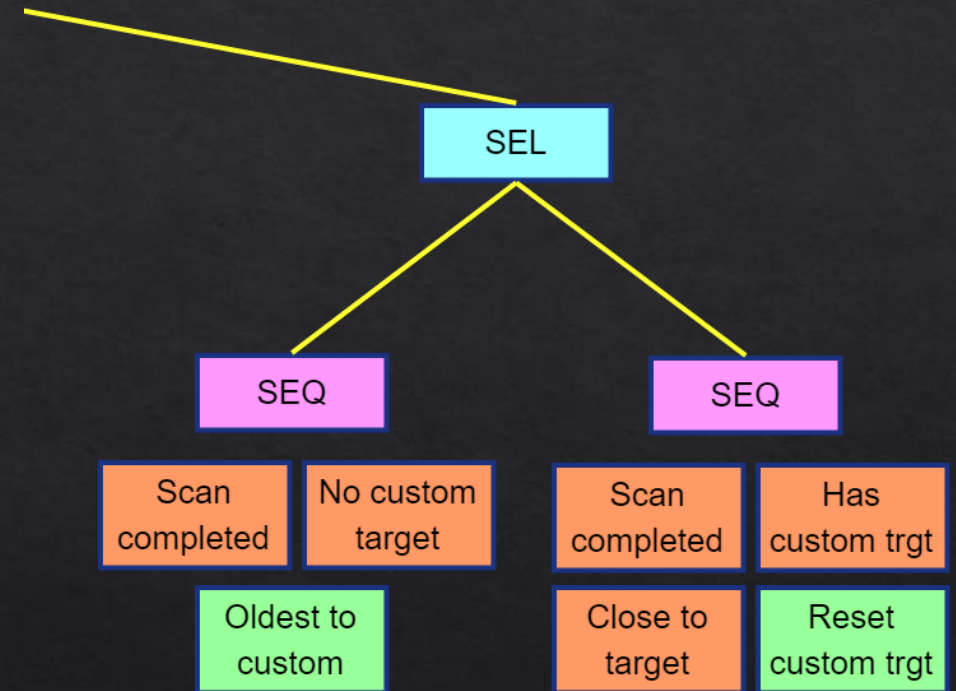 SEL
SEQ
SEQ
Scan
completed
No custom
target
Scan
completed
Has
custom trgt
Oldest to
custom
Close to
target
Reset
custom trgt